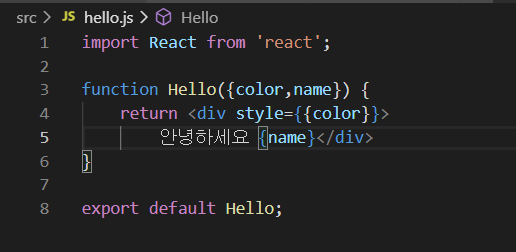 src > JS hello.js > Hello
1 import React from 'react';
2
3 function Hello({color,name}) {
4     return <div style={{color}}>
5         안녕하세요 {name}</div>
6 }
7
8 export default Hello;